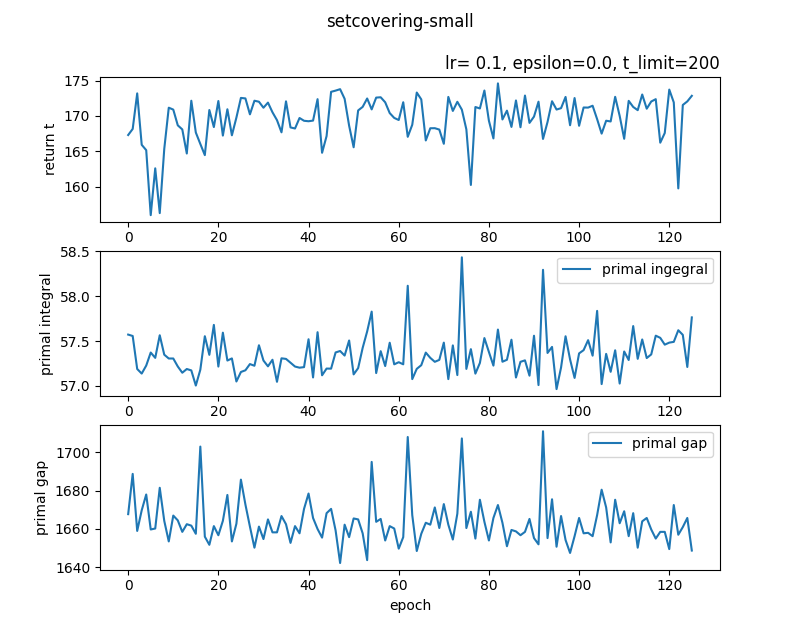 setcovering-small
lr= 0.1, epsilon=0.0, t_limit=200
175
170
165
160
return t
0 20 40 60 80 100 120
58.5
58.0
57.5
57.0
primal integral
primal ingegral
0 20 40 60 80 100 120
1700
1680
1660
1640
primal gap
primal gap
0 20 40 60 80 100 120
epoch